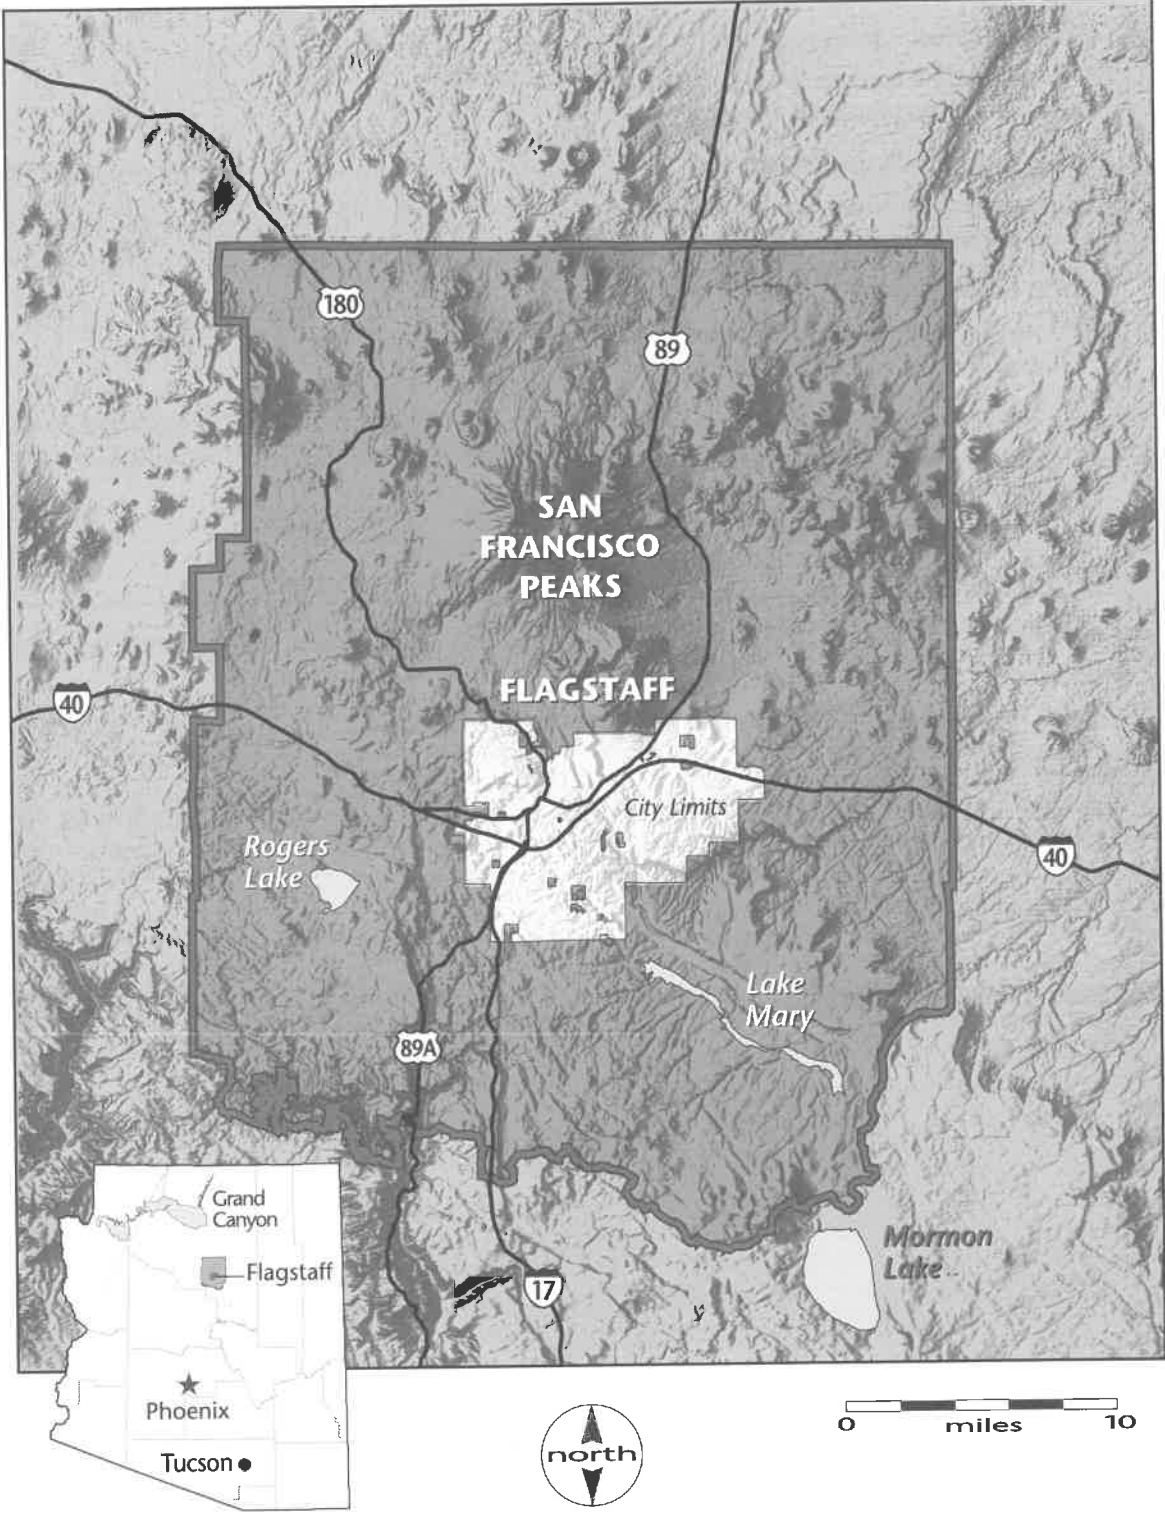 180
89
SAN
FRANCISCO
PEAKS
FLAGSTAFF
40
City Limits
Rogers
Lake
40
Lake
Mary
89A
Mormon
Lake
17
Grand
Canyon
Flagstaff
Phoenix
Tucson
north
0 miles 10